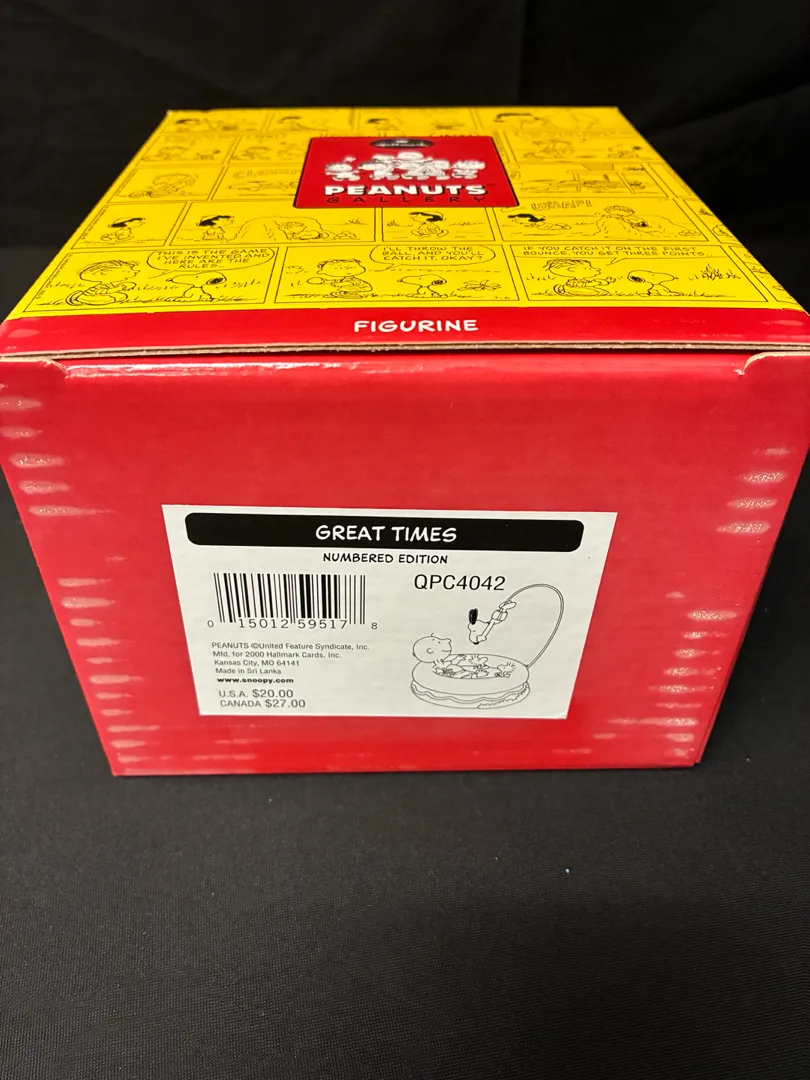 Hallmark
PEANUTS
GALLERY
THIS IS THE GAME
I'VE INVENTED AND
HERE ARE THE
RULES..
I'LL THROW THE
BALL, AND YOU'LL
CATCH IT, OKAY?
IF YOU CATCH IT ON THE FIRST
BOUNCE, YOU GET THREE POINTS...
FIGURINE
GREAT TIMES
NUMBERED EDITION
QPC4042
0 15012 59517 8
PEANUTS ©United Feature Syndicate, Inc.
Mfd. for 2000 Hallmark Cards, Inc.
Kansas City, MO 64141
Made in Sri Lanka
www.snoopy.com
U.S.A. $20.00
CANADA $27.00